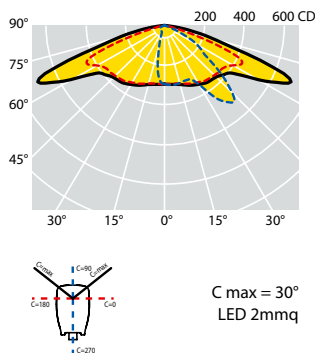 90° 200 400 600 CD
75°
60°
45°
30° 15° 0° 15° 30°
C=max C=90 C=max
C=180 C=0
C=270
C max = 30°
LED 2mmq